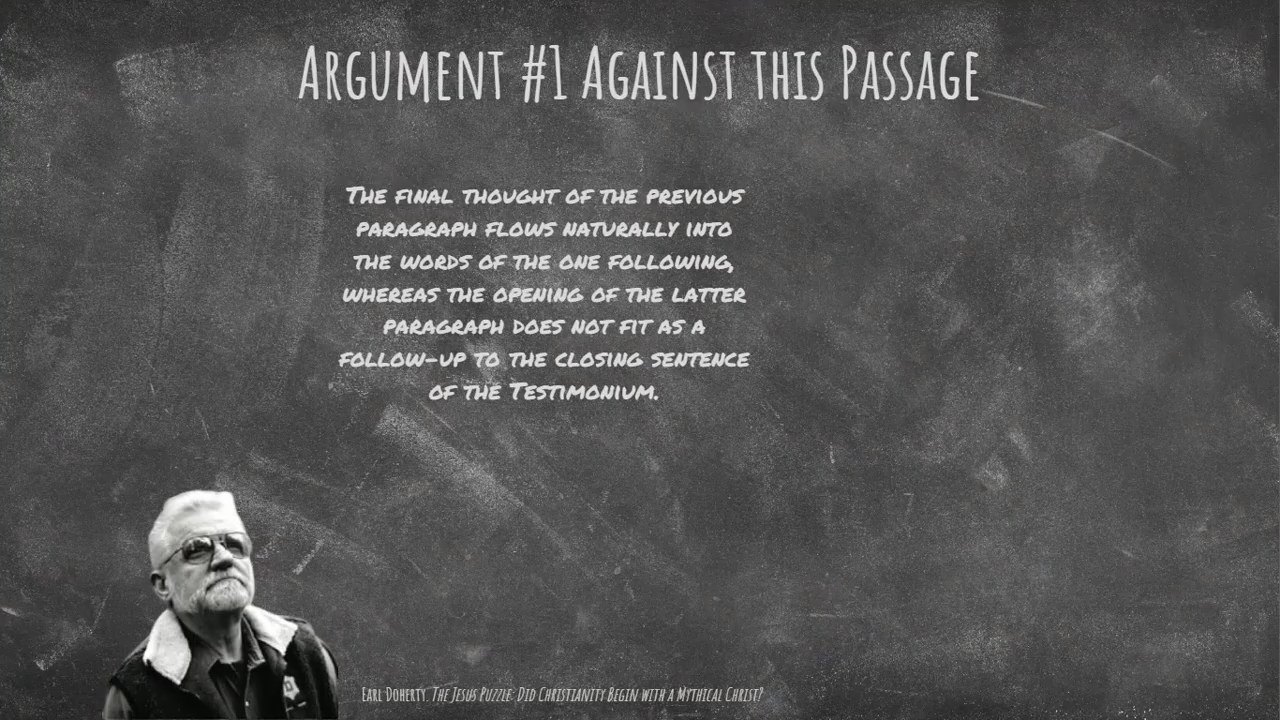 Argument #1 Against this Passage
The final thought of the previous
paragraph flows naturally into
the words of the one following,
whereas the opening of the latter
paragraph does not fit as a
follow-up to the closing sentence
of the Testimonium.
Earl Doherty. The Jesus Puzzle: Did Christianity Begin with a Mythical Christ?